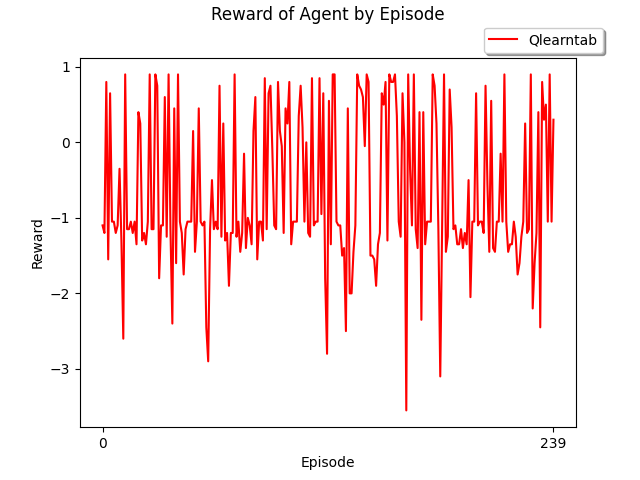 Reward of Agent by Episode
Qlearntab
1
0
−1
−2
−3
Reward
0
239
Episode